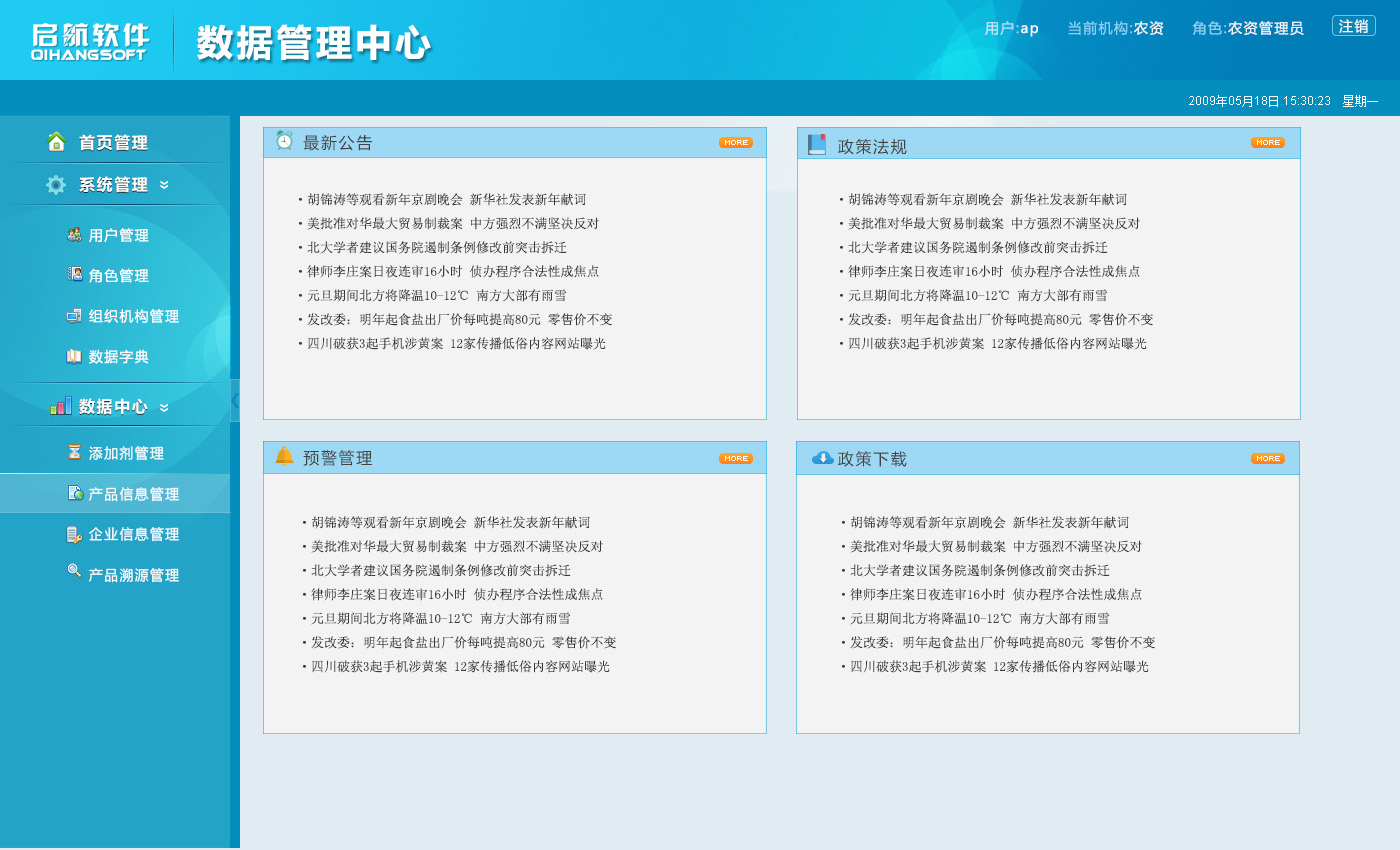 启航软件
QIHANGSOFT
数据管理中心
用户:ap 当前机构:农资 角色:农资管理员 注销
2009年05月18日 15:30:23 星期一
首页管理
系统管理
用户管理
角色管理
组织机构管理
数据字典
数据中心
添加剂管理
产品信息管理
企业信息管理
产品溯源管理
最新公告 MORE
・胡锦涛等观看新年京剧晚会 新华社发表新年献词
・美批准对华最大贸易制裁案 中方强烈不满坚决反对
・北大学者建议国务院遏制条例修改前突击拆迁
・律师李庄案日夜连审16小时 侦办程序合法性成焦点
・元旦期间北方将降温10-12℃ 南方大部有雨雪
・发改委：明年起食盐出厂价每吨提高80元 零售价不变
・四川破获3起手机涉黄案 12家传播低俗内容网站曝光
政策法规 MORE
・胡锦涛等观看新年京剧晚会 新华社发表新年献词
・美批准对华最大贸易制裁案 中方强烈不满坚决反对
・北大学者建议国务院遏制条例修改前突击拆迁
・律师李庄案日夜连审16小时 侦办程序合法性成焦点
・元旦期间北方将降温10-12℃ 南方大部有雨雪
・发改委：明年起食盐出厂价每吨提高80元 零售价不变
・四川破获3起手机涉黄案 12家传播低俗内容网站曝光
预警管理 MORE
・胡锦涛等观看新年京剧晚会 新华社发表新年献词
・美批准对华最大贸易制裁案 中方强烈不满坚决反对
・北大学者建议国务院遏制条例修改前突击拆迁
・律师李庄案日夜连审16小时 侦办程序合法性成焦点
・元旦期间北方将降温10-12℃ 南方大部有雨雪
・发改委：明年起食盐出厂价每吨提高80元 零售价不变
・四川破获3起手机涉黄案 12家传播低俗内容网站曝光
政策下载 MORE
・胡锦涛等观看新年京剧晚会 新华社发表新年献词
・美批准对华最大贸易制裁案 中方强烈不满坚决反对
・北大学者建议国务院遏制条例修改前突击拆迁
・律师李庄案日夜连审16小时 侦办程序合法性成焦点
・元旦期间北方将降温10-12℃ 南方大部有雨雪
・发改委：明年起食盐出厂价每吨提高80元 零售价不变
・四川破获3起手机涉黄案 12家传播低俗内容网站曝光